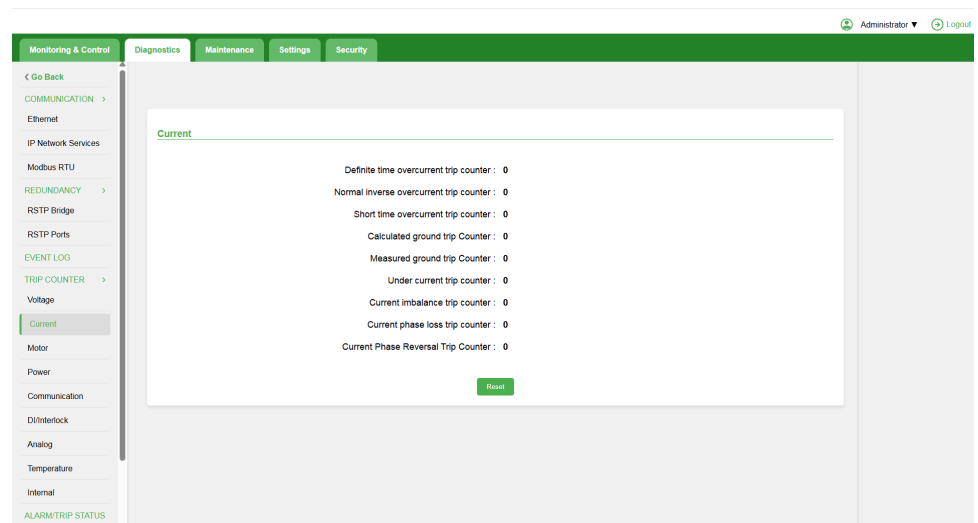 Administrator ▼ Logout
Monitoring & Control Diagnostics Maintenance Settings Security
Go Back
COMMUNICATION >
Ethernet
IP Network Services
Modbus RTU
REDUNDANCY >
RSTP Bridge
RSTP Ports
EVENT LOG
TRIP COUNTER >
Voltage
Current
Motor
Power
Communication
DI/Interlock
Analog
Temperature
Internal
ALARM/TRIP STATUS
Current
Definite time overcurrent trip counter : 0
Normal inverse overcurrent trip counter : 0
Short time overcurrent trip counter : 0
Calculated ground trip Counter : 0
Measured ground trip Counter : 0
Under current trip counter : 0
Current imbalance trip counter : 0
Current phase loss trip counter : 0
Current Phase Reversal Trip Counter : 0
Reset